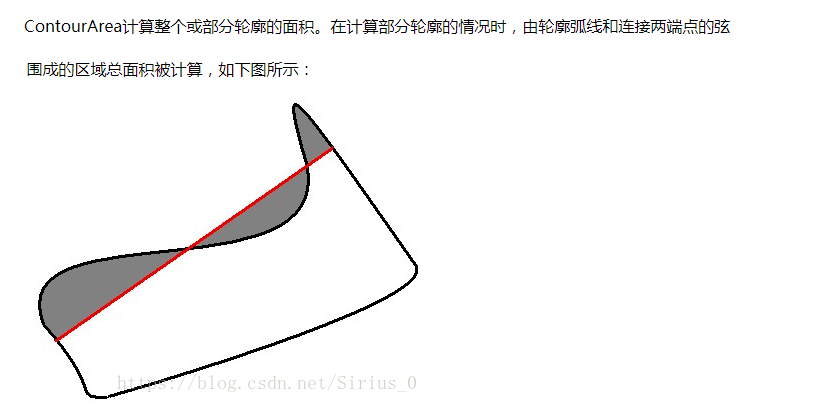 ContourArea计算整个或部分轮廓的面积。在计算部分轮廓的情况时，由轮廓弧线和连接两端点的弦
围成的区域总面积被计算，如下图所示：
https://blog.csdn.net/Sirius_0